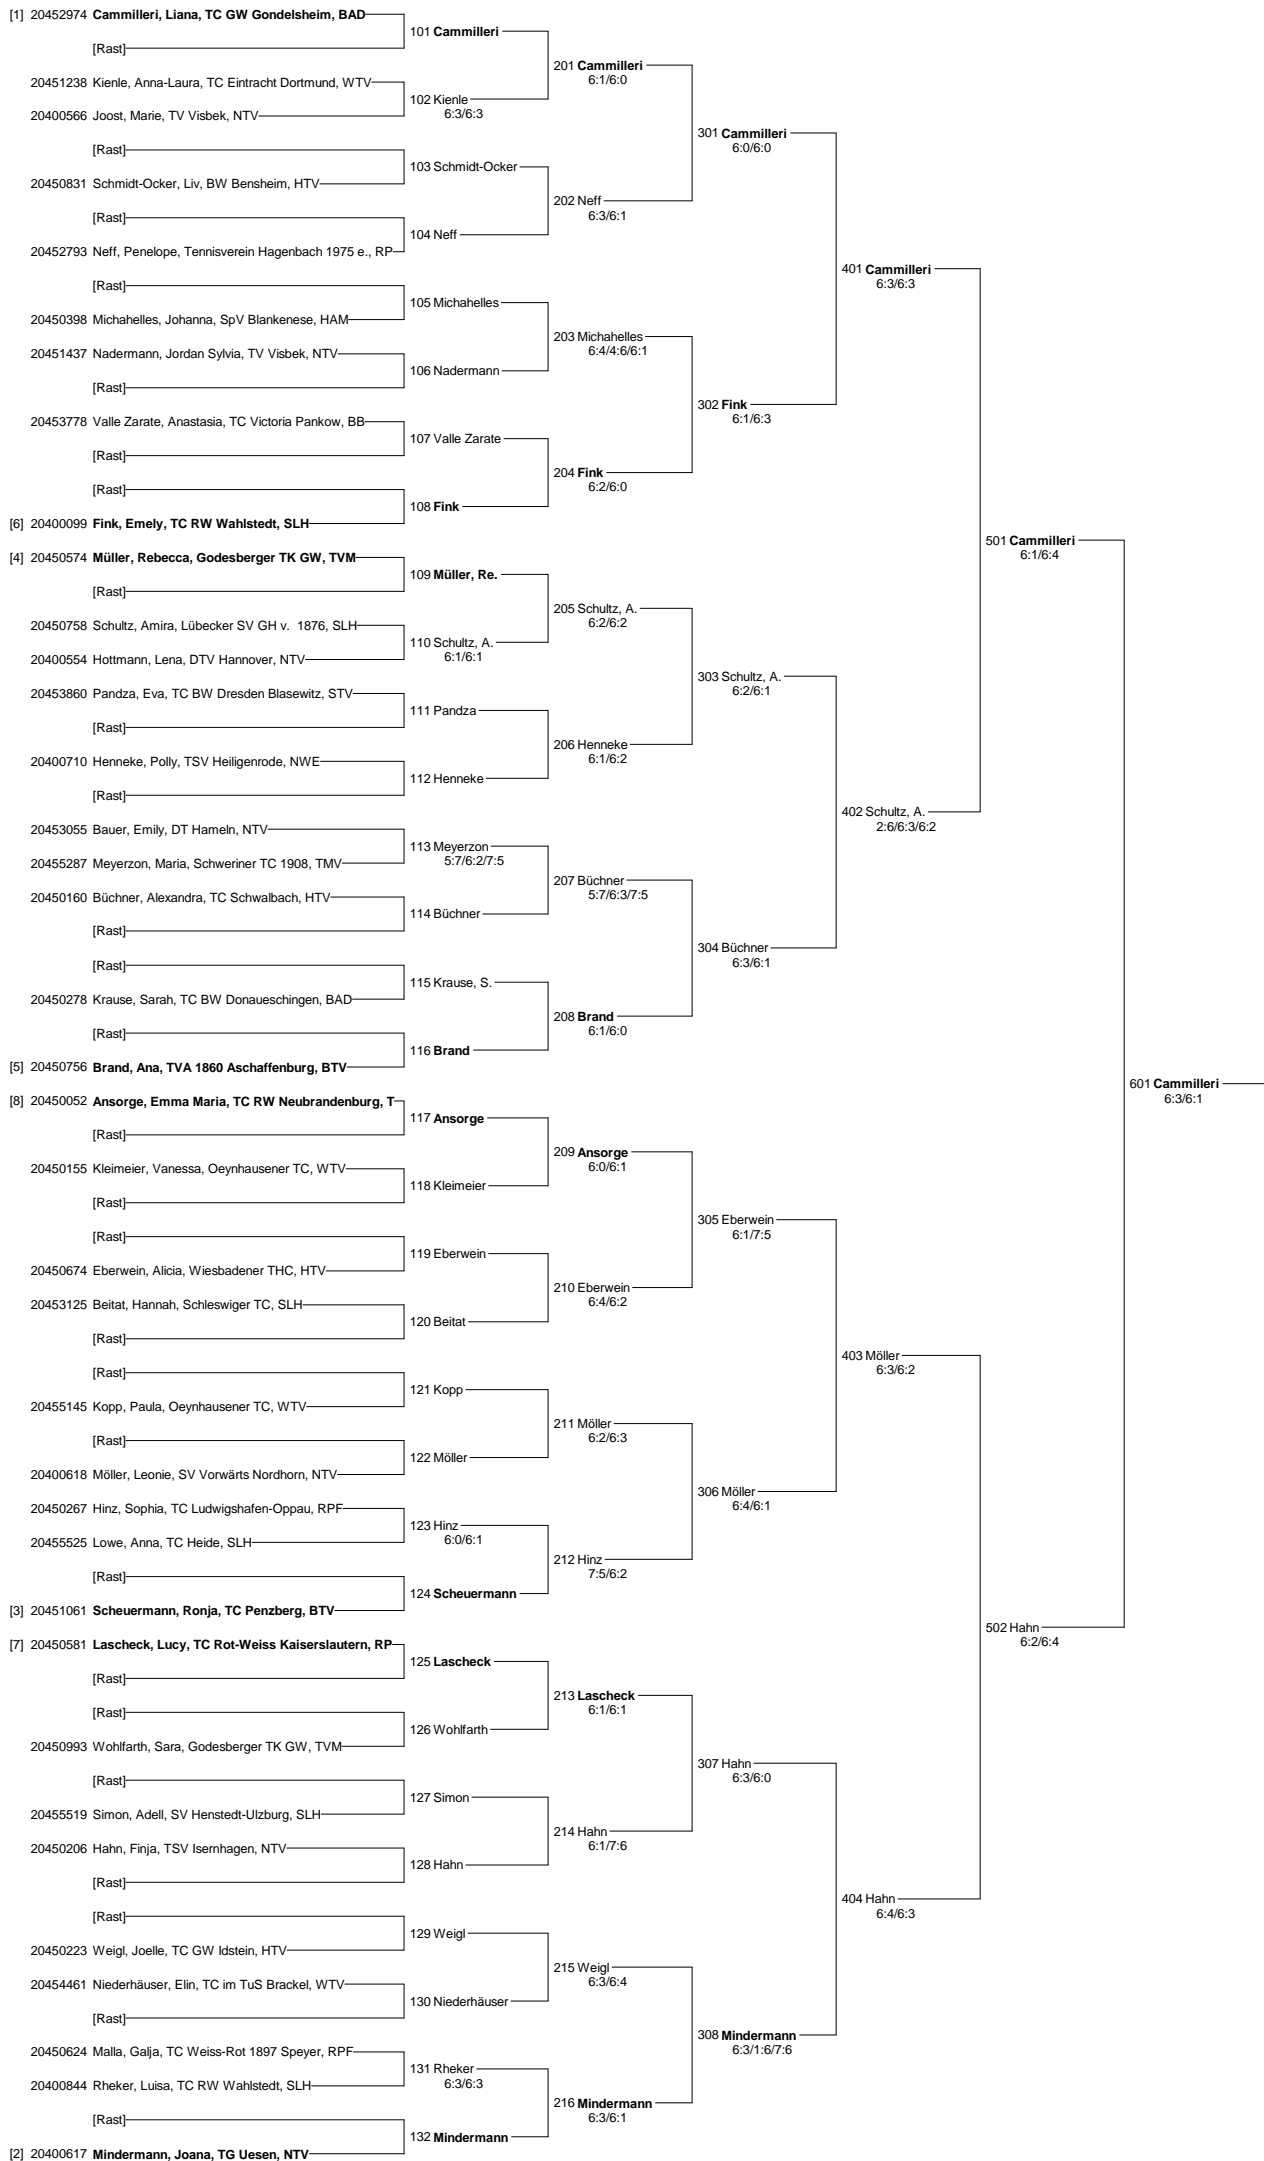 [1] 20452974 Cammilleri, Liana, TC GW Gondelsheim, BAD
101 Cammilleri
[Rast]
201 Cammilleri
6:1/6:0
20451238 Kienle, Anna-Laura, TC Eintracht Dortmund, WTV
102 Kienle
6:3/6:3
20400566 Joost, Marie, TV Visbek, NTV
301 Cammilleri
6:0/6:0
[Rast]
103 Schmidt-Ocker
20450831 Schmidt-Ocker, Liv, BW Bensheim, HTV
202 Neff
6:3/6:1
[Rast]
104 Neff
20452793 Neff, Penelope, Tennisverein Hagenbach 1975 e., RP
401 Cammilleri
6:3/6:3
[Rast]
105 Michahelles
20450398 Michahelles, Johanna, SpV Blankenese, HAM
203 Michahelles
6:4/4:6/6:1
20451437 Nadermann, Jordan Sylvia, TV Visbek, NTV
106 Nadermann
[Rast]
302 Fink
6:1/6:3
20453778 Valle Zarate, Anastasia, TC Victoria Pankow, BB
107 Valle Zarate
[Rast]
204 Fink
6:2/6:0
[Rast]
108 Fink
[6] 20400099 Fink, Emely, TC RW Wahlstedt, SLH
501 Cammilleri
6:1/6:4
[4] 20450574 Müller, Rebecca, Godesberger TK GW, TVM
109 Müller, Re.
[Rast]
205 Schultz, A.
6:2/6:2
20450758 Schultz, Amira, Lübecker SV GH v. 1876, SLH
110 Schultz, A.
6:1/6:1
20400554 Hottmann, Lena, DTV Hannover, NTV
303 Schultz, A.
6:2/6:1
20453860 Pandza, Eva, TC BW Dresden Blasewitz, STV
111 Pandza
[Rast]
206 Henneke
6:1/6:2
20400710 Henneke, Polly, TSV Heiligenrode, NWE
112 Henneke
[Rast]
402 Schultz, A.
2:6/6:3/6:2
20453055 Bauer, Emily, DT Hameln, NTV
113 Meyerzon
5:7/6:2/7:5
20455287 Meyerzon, Maria, Schweriner TC 1908, TMV
207 Büchner
5:7/6:3/7:5
20450160 Büchner, Alexandra, TC Schwalbach, HTV
114 Büchner
[Rast]
304 Büchner
6:3/6:1
[Rast]
115 Krause, S.
20450278 Krause, Sarah, TC BW Donaueschingen, BAD
208 Brand
6:1/6:0
[Rast]
116 Brand
[5] 20450756 Brand, Ana, TVA 1860 Aschaffenburg, BTV
601 Cammilleri
6:3/6:1
[8] 20450052 Ansorge, Emma Maria, TC RW Neubrandenburg, T
117 Ansorge
[Rast]
209 Ansorge
6:0/6:1
20450155 Kleimeier, Vanessa, Oeynhausener TC, WTV
118 Kleimeier
[Rast]
305 Eberwein
6:1/7:5
[Rast]
119 Eberwein
20450674 Eberwein, Alicia, Wiesbadener THC, HTV
210 Eberwein
6:4/6:2
20453125 Beitat, Hannah, Schleswiger TC, SLH
120 Beitat
[Rast]
403 Möller
6:3/6:2
[Rast]
121 Kopp
20455145 Kopp, Paula, Oeynhausener TC, WTV
211 Möller
6:2/6:3
[Rast]
122 Möller
20400618 Möller, Leonie, SV Vorwärts Nordhorn, NTV
306 Möller
6:4/6:1
20450267 Hinz, Sophia, TC Ludwigshafen-Oppau, RPF
123 Hinz
6:0/6:1
20455525 Lowe, Anna, TC Heide, SLH
212 Hinz
7:5/6:2
[Rast]
124 Scheuermann
[3] 20451061 Scheuermann, Ronja, TC Penzberg, BTV
502 Hahn
6:2/6:4
[7] 20450581 Lascheck, Lucy, TC Rot-Weiss Kaiserslautern, RP
125 Lascheck
[Rast]
213 Lascheck
6:1/6:1
[Rast]
126 Wohlfarth
20450993 Wohlfarth, Sara, Godesberger TK GW, TVM
307 Hahn
6:3/6:0
[Rast]
127 Simon
20455519 Simon, Adell, SV Henstedt-Ulzburg, SLH
214 Hahn
6:1/7:6
20450206 Hahn, Finja, TSV Isernhagen, NTV
128 Hahn
[Rast]
404 Hahn
6:4/6:3
[Rast]
129 Weigl
20450223 Weigl, Joelle, TC GW Idstein, HTV
215 Weigl
6:3/6:4
20454461 Niederhäuser, Elin, TC im TuS Brackel, WTV
130 Niederhäuser
[Rast]
308 Mindermann
6:3/1:6/7:6
20450624 Malla, Galja, TC Weiss-Rot 1897 Speyer, RPF
131 Rheker
6:3/6:3
20400844 Rheker, Luisa, TC RW Wahlstedt, SLH
216 Mindermann
6:3/6:1
[Rast]
132 Mindermann
[2] 20400617 Mindermann, Joana, TG Uesen, NTV